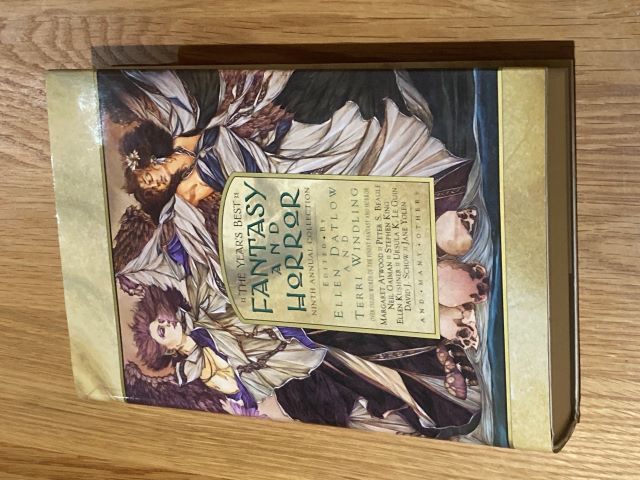 THE YEAR'S BEST
FANTASY
AND
HORROR
NINTH ANNUAL COLLECTION
EDITED • BY
ELLEN DATLOW
AND
TERRI WINDLING
MARGARET ATWOOD PETER S. BEAGLE
NEIL GAIMAN STEPHEN KING
ELLEN KUSHNER URSULA K. LE GUIN
DAVID J. SCHOW JANE YOLEN
AND • MANY • OTHERS